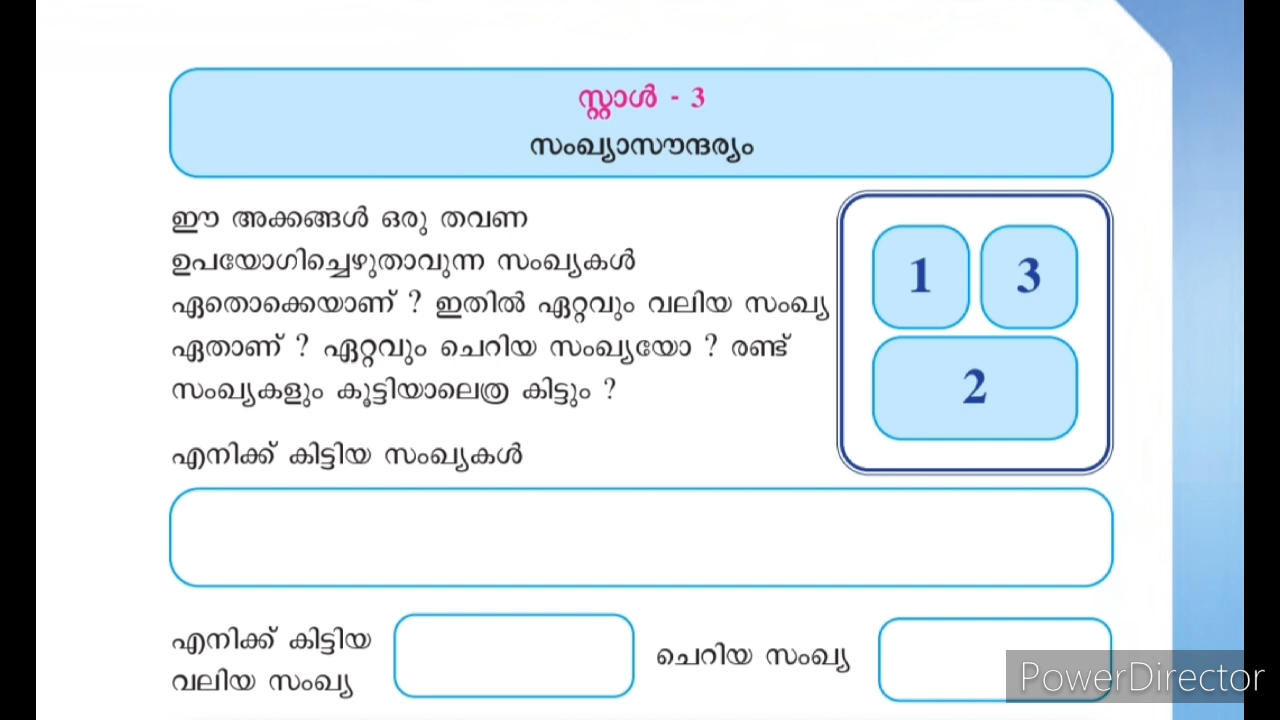 സ്റ്റാൾ - 3
സംഖ്യാസൗന്ദര്യം
ഈ അക്കങ്ങൾ ഒരു തവണ
ഉപയോഗിച്ചെഴുതാവുന്ന സംഖ്യകൾ
ഏതൊക്കെയാണ് ? ഇതിൽ ഏറ്റവും വലിയ സംഖ്യ
ഏതാണ് ? ഏറ്റവും ചെറിയ സംഖ്യയോ ? രണ്ട്
സംഖ്യകളും കൂട്ടിയാലെത്ര കിട്ടും ?
1 3
2
എനിക്ക് കിട്ടിയ സംഖ്യകൾ
എനിക്ക് കിട്ടിയ
വലിയ സംഖ്യ
ചെറിയ സംഖ്യ
PowerDirector